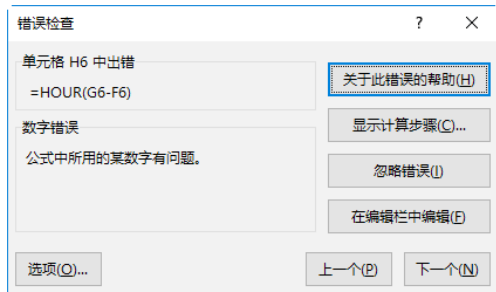 错误检查
?
×
单元格 H6 中出错
=HOUR(G6-F6)
关于此错误的帮助(H)
数字错误
显示计算步骤(C)...
公式中所用的某数字有问题。
忽略错误(I)
在编辑栏中编辑(F)
选项(O)...
上一个(P)
下一个(N)